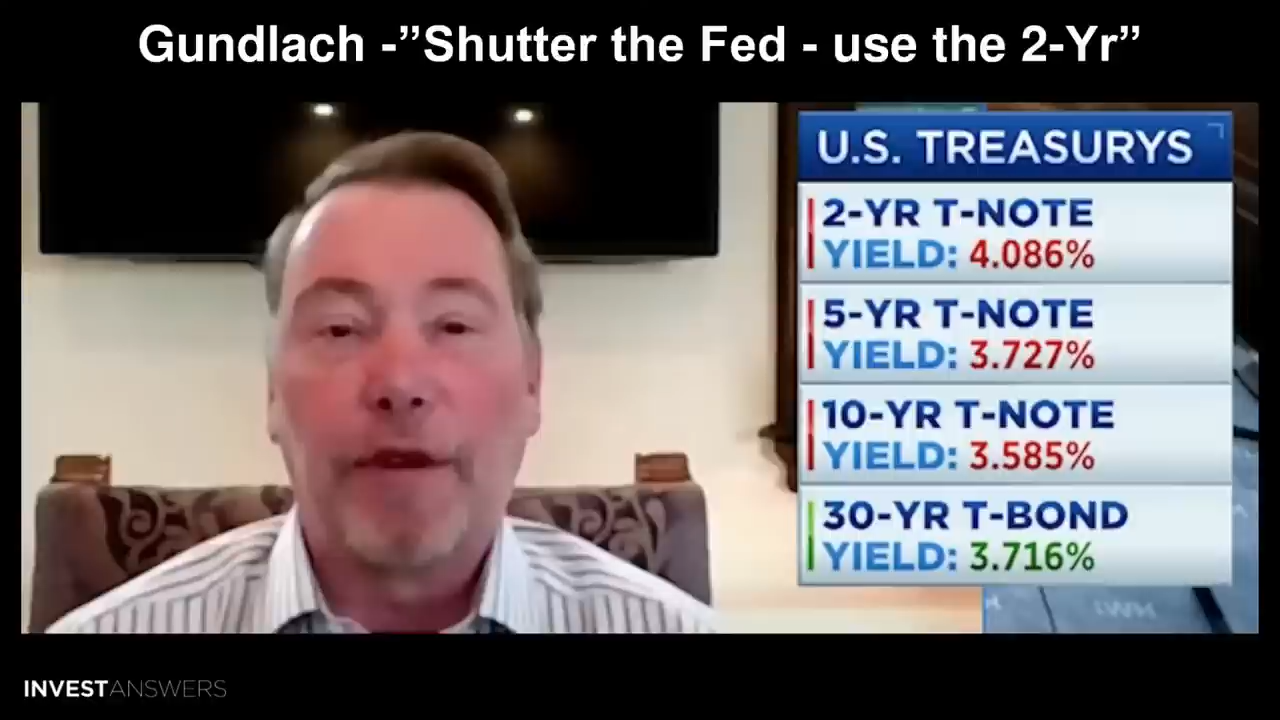 Gundlach -”Shutter the Fed - use the 2-Yr”
U.S. TREASURYS
2-YR T-NOTE
YIELD: 4.086%
5-YR T-NOTE
YIELD: 3.727%
10-YR T-NOTE
YIELD: 3.585%
30-YR T-BOND
YIELD: 3.716%
INVESTANSWERS